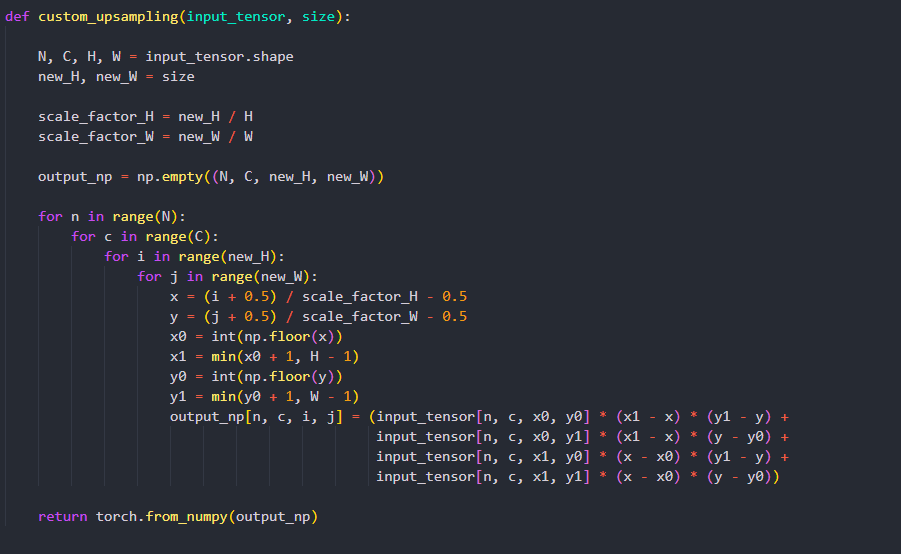 def custom_upsampling(input_tensor, size):
N, C, H, W = input_tensor.shape
new_H, new_W = size
scale_factor_H = new_H / H
scale_factor_W = new_W / W
output_np = np.empty((N, C, new_H, new_W))
for n in range(N):
for c in range(C):
for i in range(new_H):
for j in range(new_W):
x = (i + 0.5) / scale_factor_H - 0.5
y = (j + 0.5) / scale_factor_W - 0.5
x0 = int(np.floor(x))
x1 = min(x0 + 1, H - 1)
y0 = int(np.floor(y))
y1 = min(y0 + 1, W - 1)
output_np[n, c, i, j] = (input_tensor[n, c, x0, y0] * (x1 - x) * (y1 - y) +
input_tensor[n, c, x0, y1] * (x1 - x) * (y - y0) +
input_tensor[n, c, x1, y0] * (x - x0) * (y1 - y) +
input_tensor[n, c, x1, y1] * (x - x0) * (y - y0))
return torch.from_numpy(output_np)